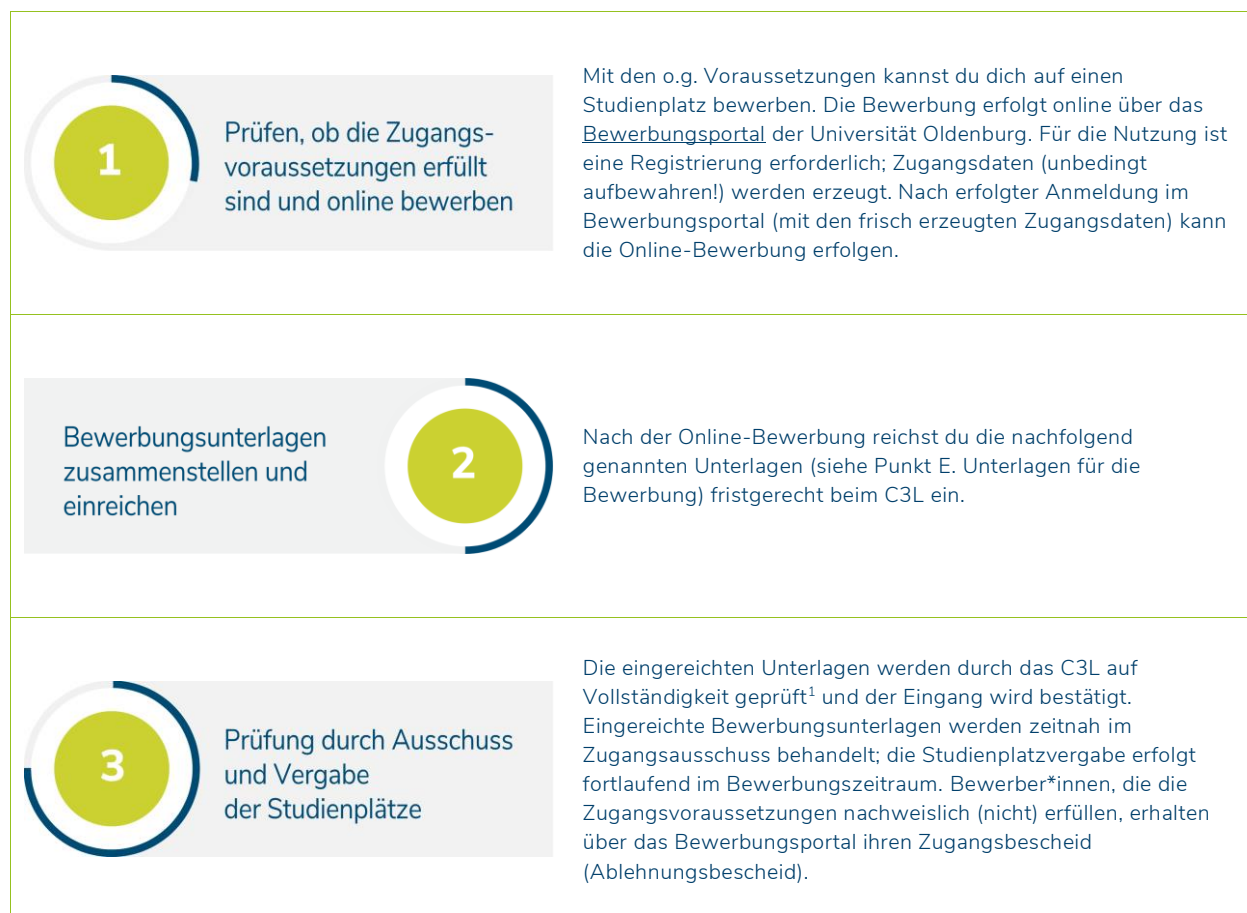 1
Prüfen, ob die Zugangs-
voraussetzungen erfüllt
sind und online bewerben
Mit den o.g. Voraussetzungen kannst du dich auf einen
Studienplatz bewerben. Die Bewerbung erfolgt online über das
Bewerbungsportal der Universität Oldenburg. Für die Nutzung ist
eine Registrierung erforderlich; Zugangsdaten (unbedingt
aufbewahren!) werden erzeugt. Nach erfolgter Anmeldung im
Bewerbungsportal (mit den frisch erzeugten Zugangsdaten) kann
die Online-Bewerbung erfolgen.
Bewerbungsunterlagen
zusammenstellen und
einreichen
2
Nach der Online-Bewerbung reichst du die nachfolgend
genannten Unterlagen (siehe Punkt E. Unterlagen für die
Bewerbung) fristgerecht beim C3L ein.
3
Prüfung durch Ausschuss
und Vergabe
der Studienplätze
Die eingereichten Unterlagen werden durch das C3L auf
Vollständigkeit geprüft¹ und der Eingang wird bestätigt.
Eingereichte Bewerbungsunterlagen werden zeitnah im
Zugangsausschuss behandelt; die Studienplatzvergabe erfolgt
fortlaufend im Bewerbungszeitraum. Bewerber*innen, die die
Zugangsvoraussetzungen nachweislich (nicht) erfüllen, erhalten
über das Bewerbungsportal ihren Zugangsbescheid
(Ablehnungsbescheid).